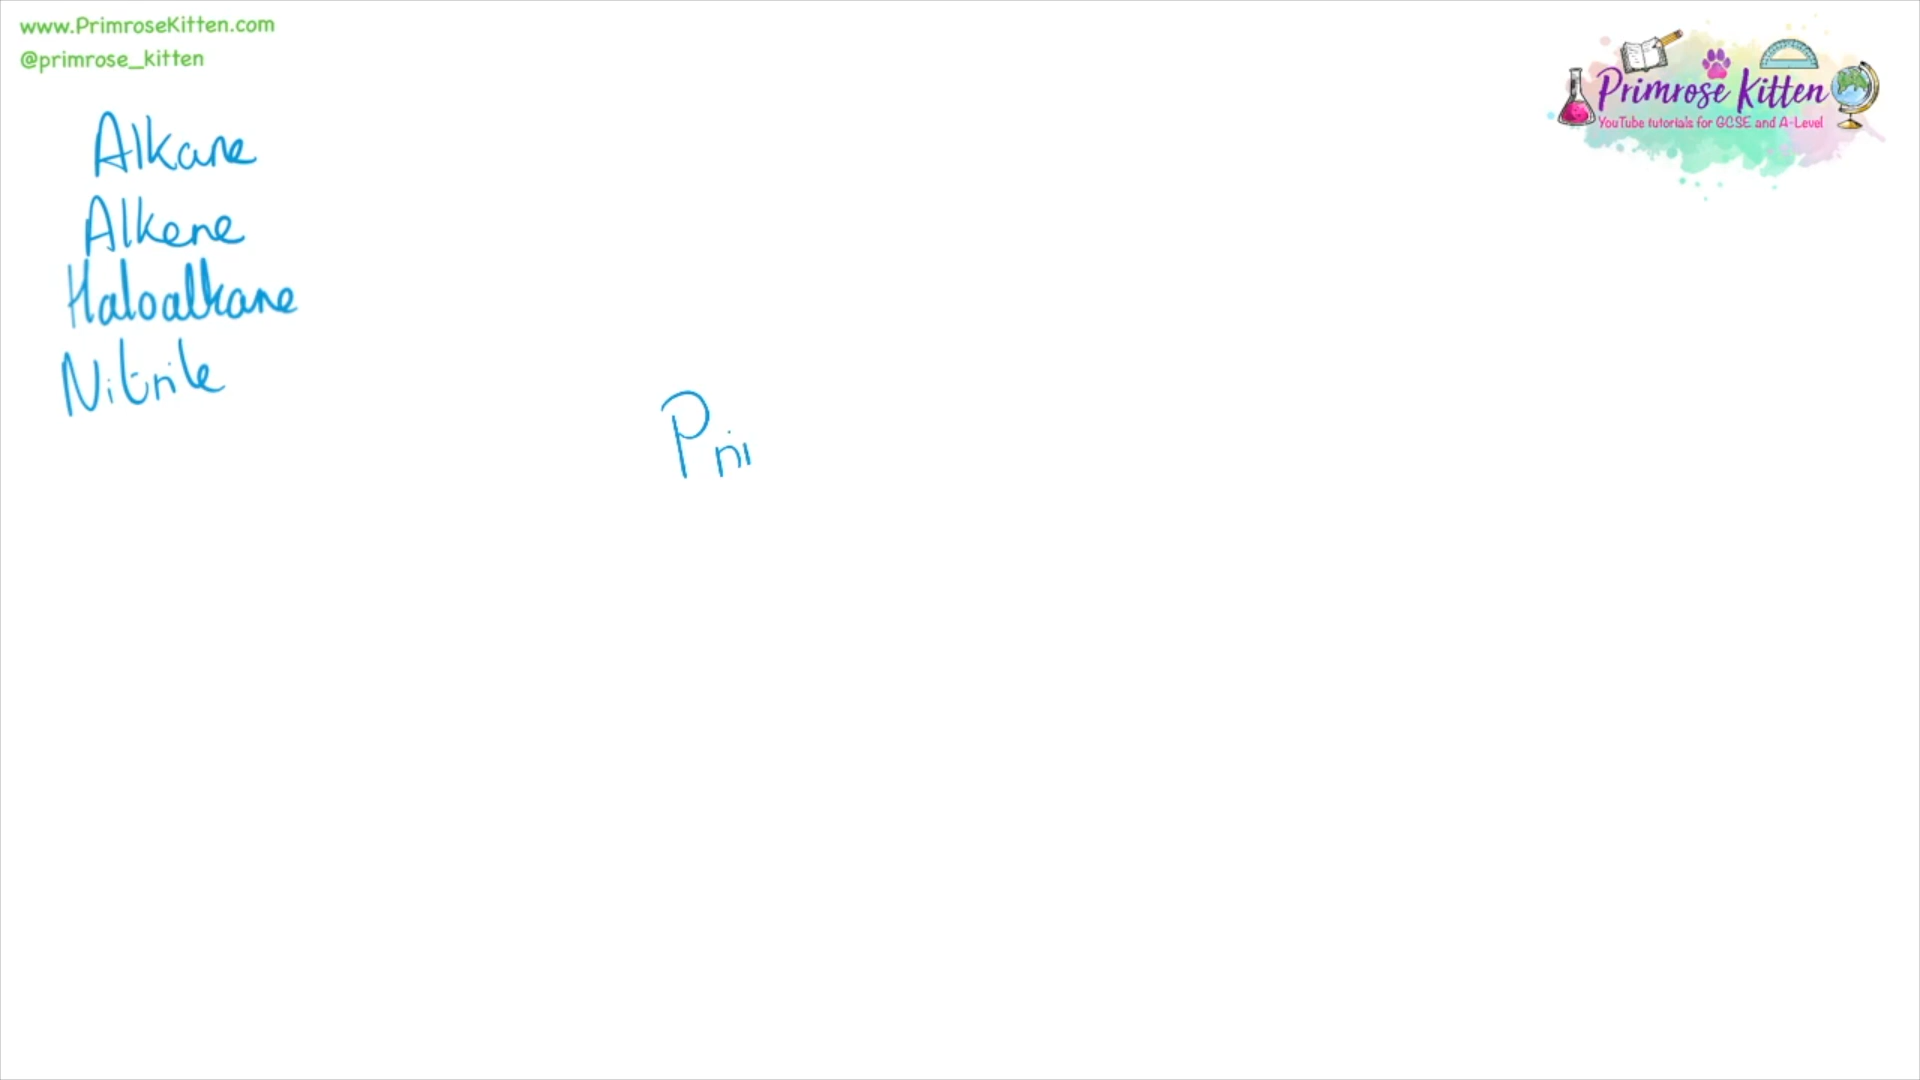 www.PrimroseKitten.com
@primrose_kitten
Primrose Kitten
YouTube tutorials for GCSE and A-Level
Alkane
Alkene
Haloalkane
Nitrile
Pri